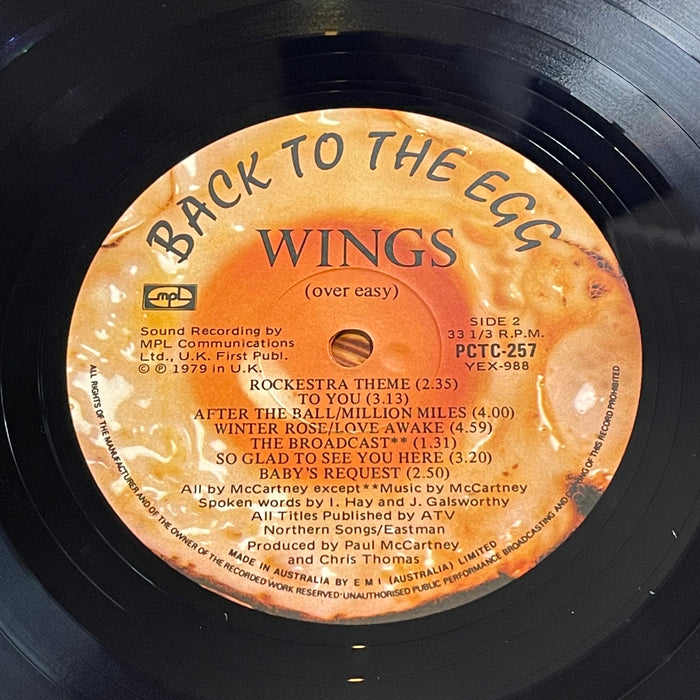 BACK TO THE EGG
WINGS
(over easy)
mpl
Sound Recording by
MPL Communications
Ltd., U.K. First Publ.
© ℗ 1979 in U.K.
SIDE 2
33 1/3 R.P.M.
PCTC-257
YEX-988
ROCKESTRA THEME (2.35)
TO YOU (3.13)
AFTER THE BALL/MILLION MILES (4.00)
WINTER ROSE/LOVE AWAKE (4.59)
THE BROADCAST** (1.31)
SO GLAD TO SEE YOU HERE (3.20)
BABY'S REQUEST (2.50)
All by McCartney except**Music by McCartney
Spoken words by I. Hay and J. Galsworthy
All Titles Published by ATV
Northern Songs/Eastman
Produced by Paul McCartney
and Chris Thomas
MADE IN AUSTRALIA BY E M I (AUSTRALIA) LIMITED
ALL RIGHTS OF THE MANUFACTURER AND OF THE OWNER OF THE RECORDED WORK RESERVED·UNAUTHORISED PUBLIC PERFORMANCE BROADCASTING AND COPYING OF THIS RECORD PROHIBITED